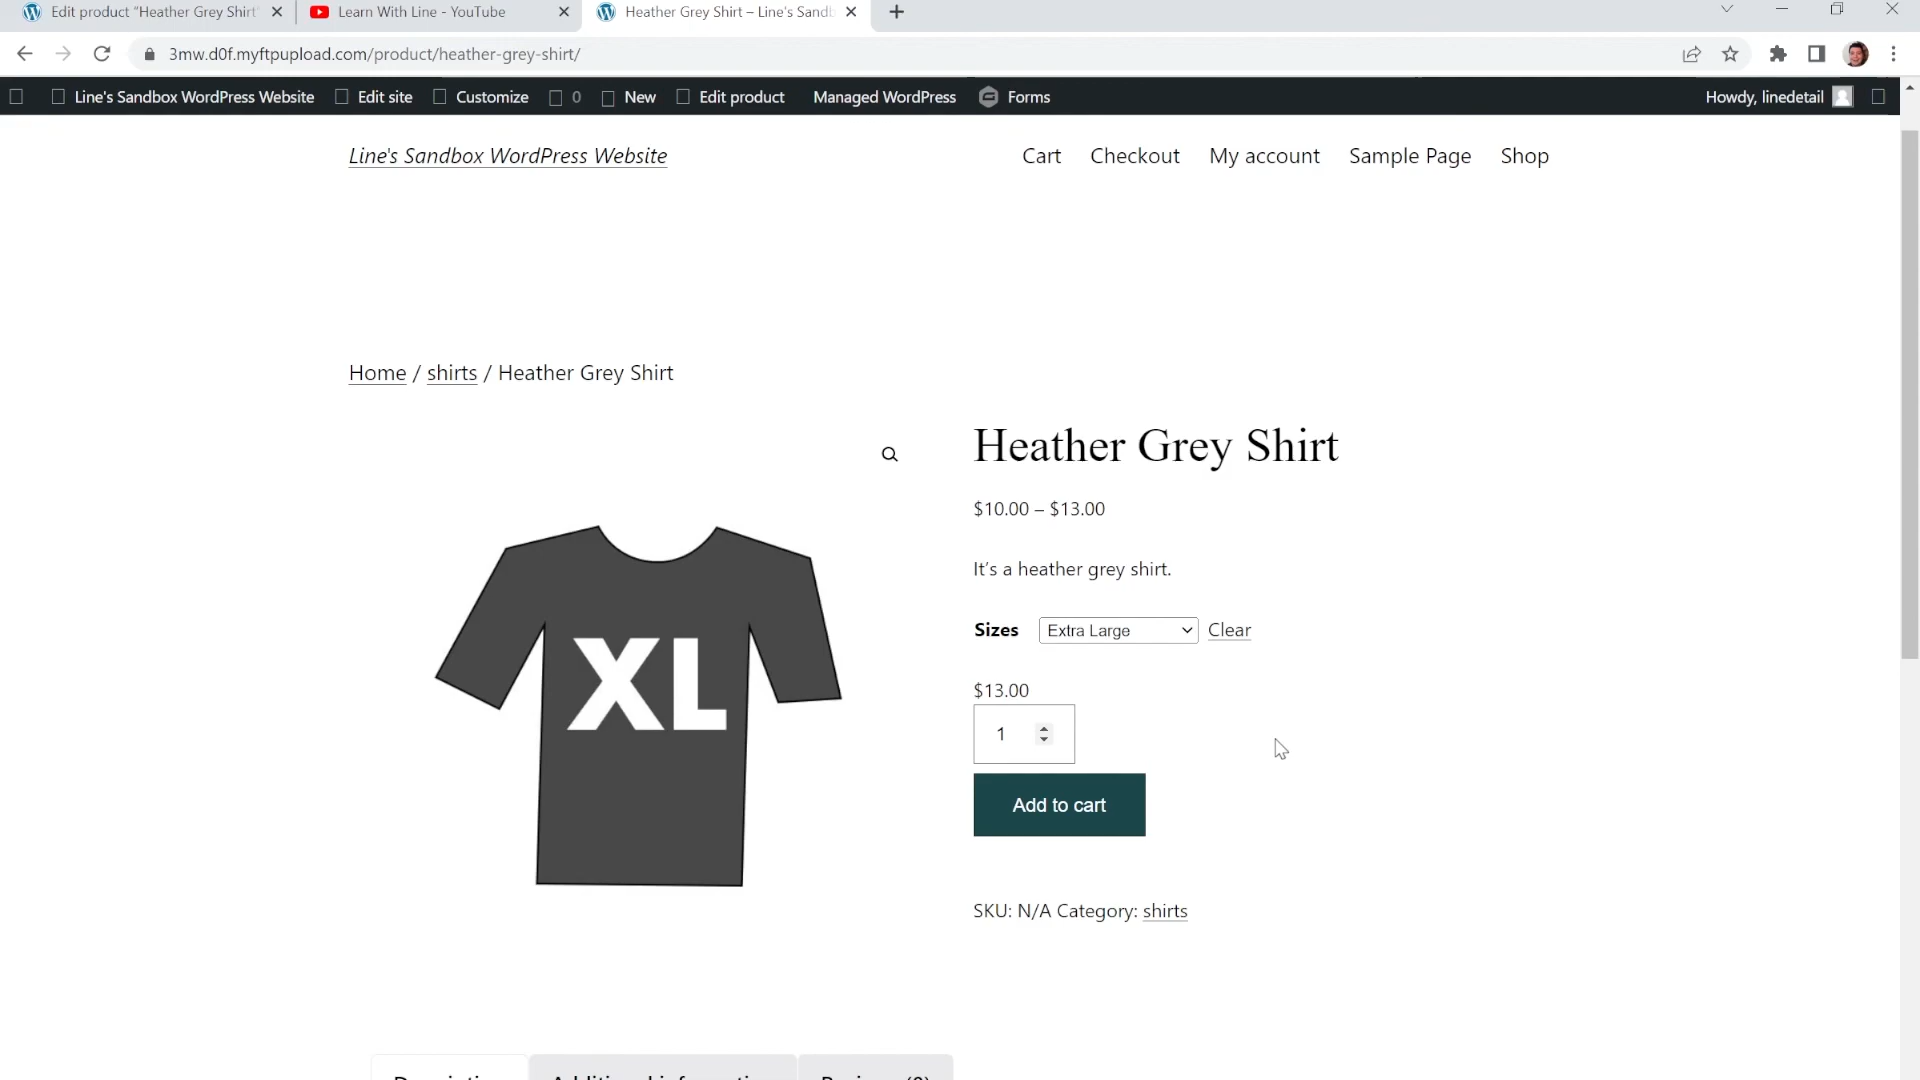 Edit product "Heather Grey Shirt"
Learn With Line - YouTube
Heather Grey Shirt – Line's Sandb
3mw.d0f.myftpupload.com/product/heather-grey-shirt/
Line's Sandbox WordPress Website
Edit site
Customize
0
New
Edit product
Managed WordPress
Forms
Howdy, linedetail
Line's Sandbox WordPress Website
Cart
Checkout
My account
Sample Page
Shop
Home / shirts / Heather Grey Shirt
Heather Grey Shirt
$10.00 – $13.00
It's a heather grey shirt.
Sizes
Extra Large
Clear
XL
$13.00
1
Add to cart
SKU: N/A Category: shirts